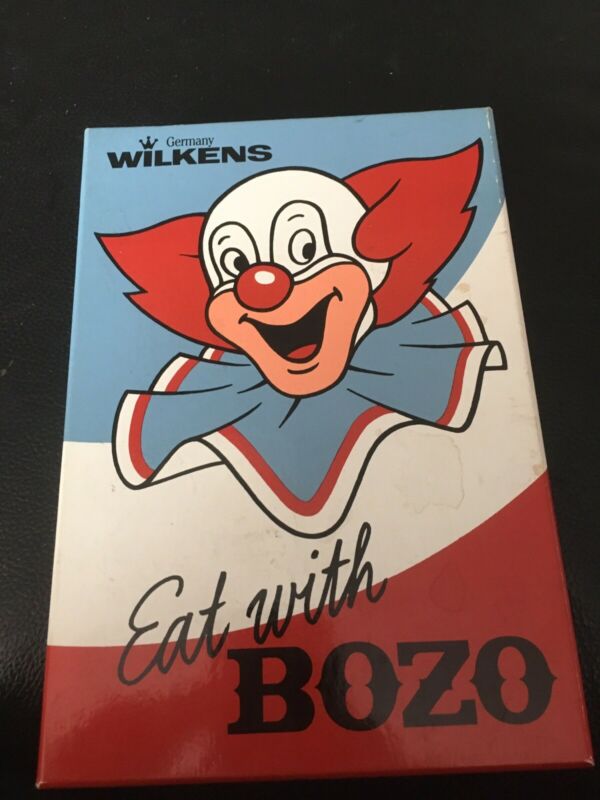 Germany
WILKENS
Eat with
BOZO